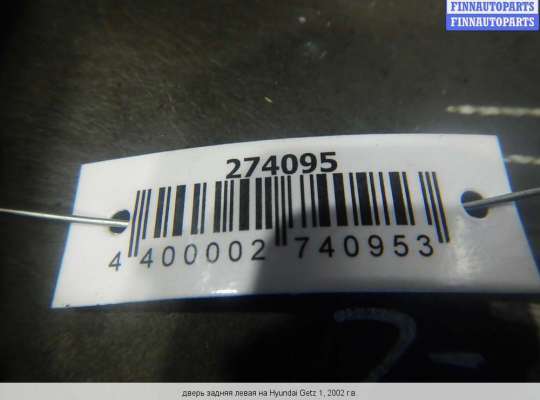 FINNAUTOPARTS
FINNAUTOPARTS
274095
4 400002 740953
дверь задняя левая на Hyundai Getz 1, 2002 г.в.